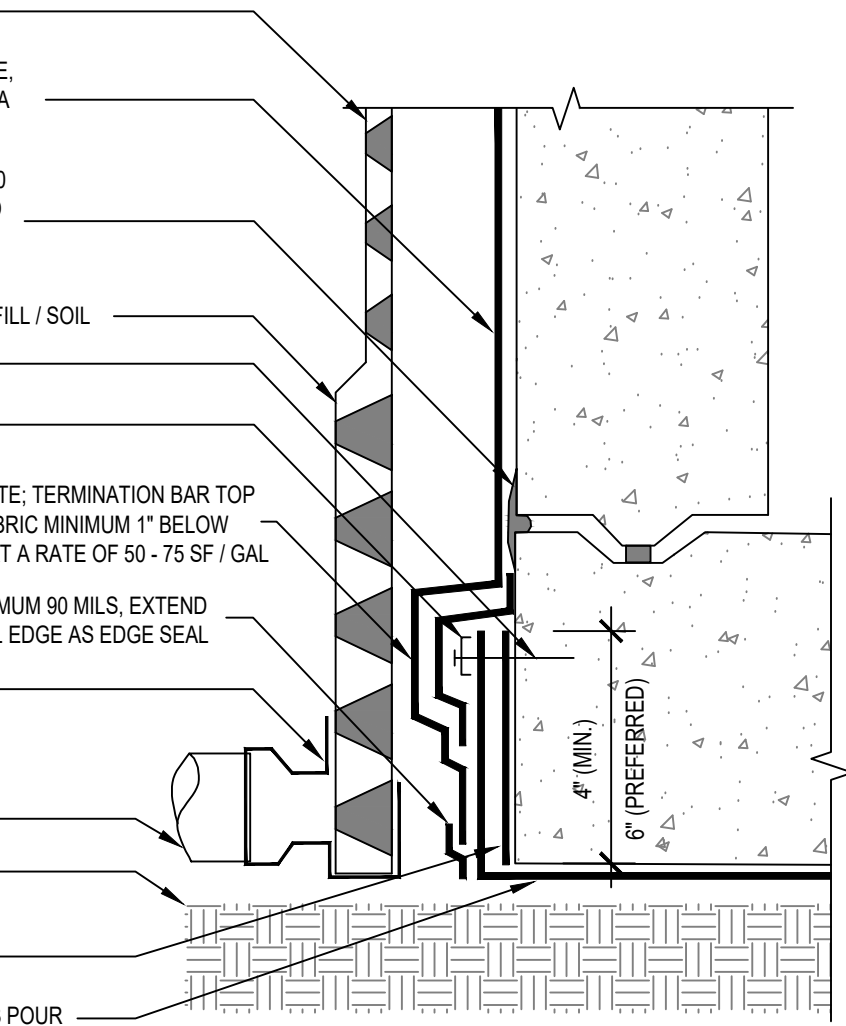 E,
A
0
)
FILL / SOIL
TE; TERMINATION BAR TOP
BRIC MINIMUM 1" BELOW
T A RATE OF 50 - 75 SF / GAL
MUM 90 MILS, EXTEND
L EDGE AS EDGE SEAL
4" (MIN.)
6" (PREFERRED)
POUR